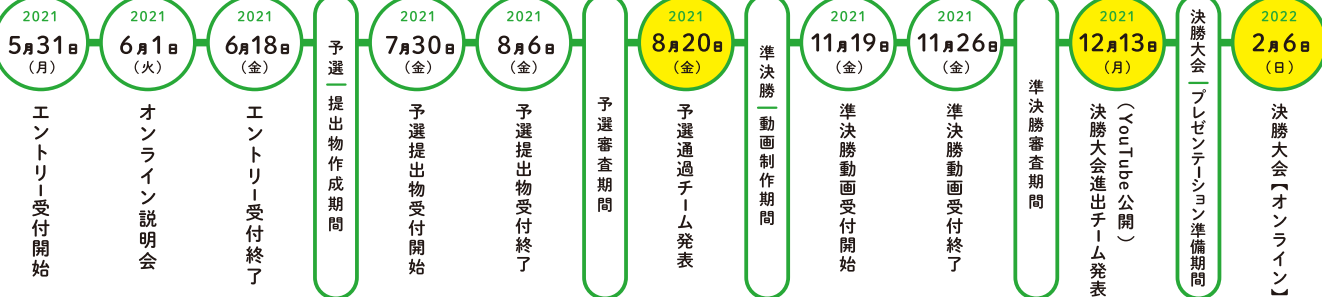 2021
5月31日
（月）
エントリー受付開始
2021
6月1日
（火）
オンライン説明会
2021
6月18日
（金）
エントリー受付終了
予選｜提出物作成期間
2021
7月30日
（金）
予選提出物受付開始
2021
8月6日
（金）
予選提出物受付終了
予選審査期間
2021
8月20日
（金）
予選通過チーム発表
準決勝｜動画制作期間
2021
11月19日
（金）
準決勝動画受付開始
2021
11月26日
（金）
準決勝動画受付終了
準決勝審査期間
2021
12月13日
（月）
（YouTube公開）
決勝大会進出チーム発表
決勝大会｜プレゼンテーション準備期間
2022
2月6日
（日）
決勝大会【オンライン】